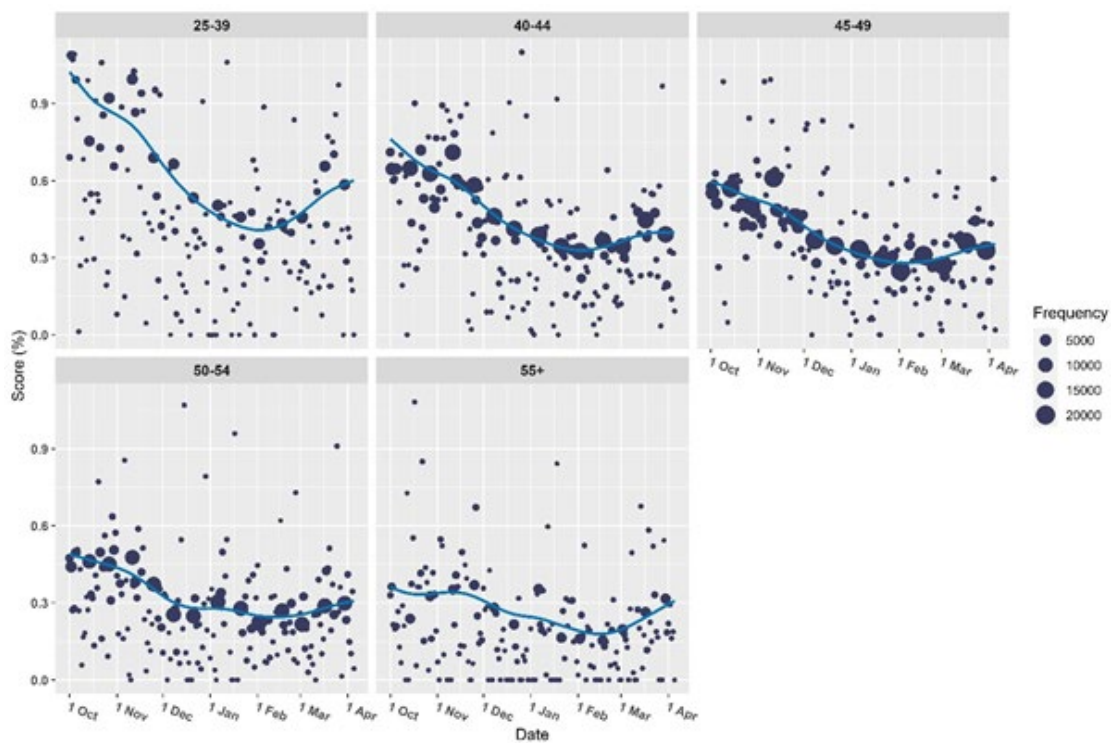 25-39 40-44 45-49
0.9
0.6
0.3
0.0
Score (%)
1 Oct 1 Nov 1 Dec 1 Jan 1 Feb 1 Mar 1 Apr
Frequency
5000
10000
15000
20000
50-54 55+
0.9
0.6
0.3
0.0
1 Oct 1 Nov 1 Dec 1 Jan 1 Feb 1 Mar 1 Apr 1 Oct 1 Nov 1 Dec 1 Jan 1 Feb 1 Mar 1 Apr
Date